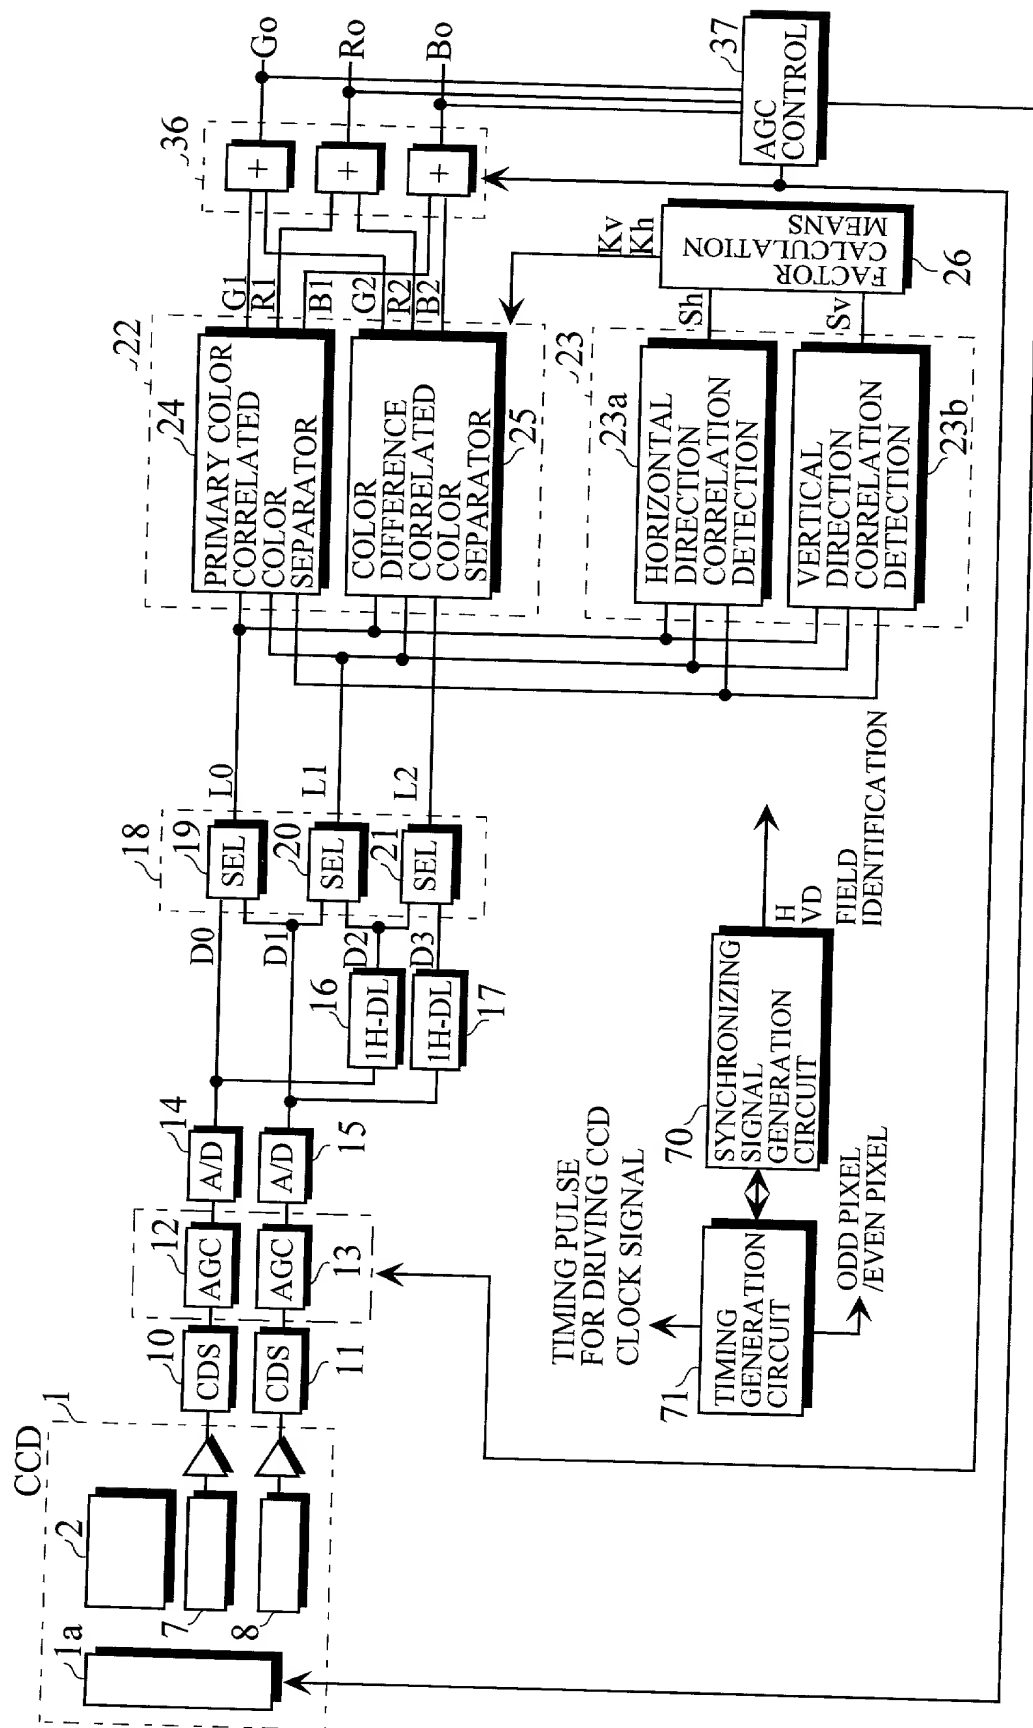 CCD
1
1a
2
7
8
10
CDS
CDS
11
12
AGC
AGC
13
14
A/D
A/D
15
D0
D1
D2
D3
16
1H-DL
1H-DL
17
18
19
SEL
20
SEL
21
SEL
L0
L1
L2
22
24
PRIMARY COLOR
CORRELATED
COLOR
SEPARATOR
COLOR
DIFFERENCE
CORRELATED
COLOR
SEPARATOR
25
G1
R1
B1
G2
R2
B2
36
+
+
+
Go
Ro
Bo
23
23a
HORIZONTAL
DIRECTION
CORRELATION
DETECTION
VERTICAL
DIRECTION
CORRELATION
DETECTION
23b
Sh
Sv
Kv
Kh
FACTOR
CALCULATION
MEANS
26
37
AGC
CONTROL
TIMING PULSE
FOR DRIVING CCD
CLOCK SIGNAL
71
TIMING
GENERATION
CIRCUIT
ODD PIXEL
/EVEN PIXEL
70
SYNCHRONIZING
SIGNAL
GENERATION
CIRCUIT
H
VD
FIELD
IDENTIFICATION